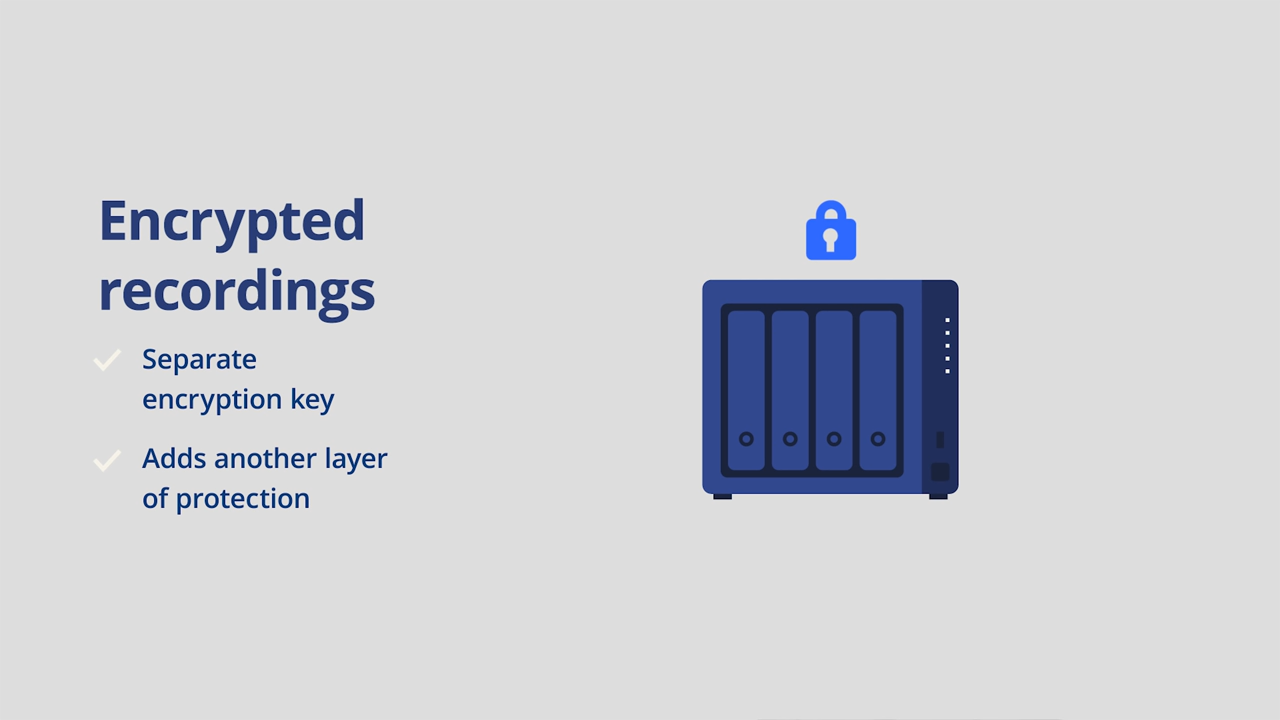 Encrypted
recordings
Separate
encryption key
Adds another layer
of protection